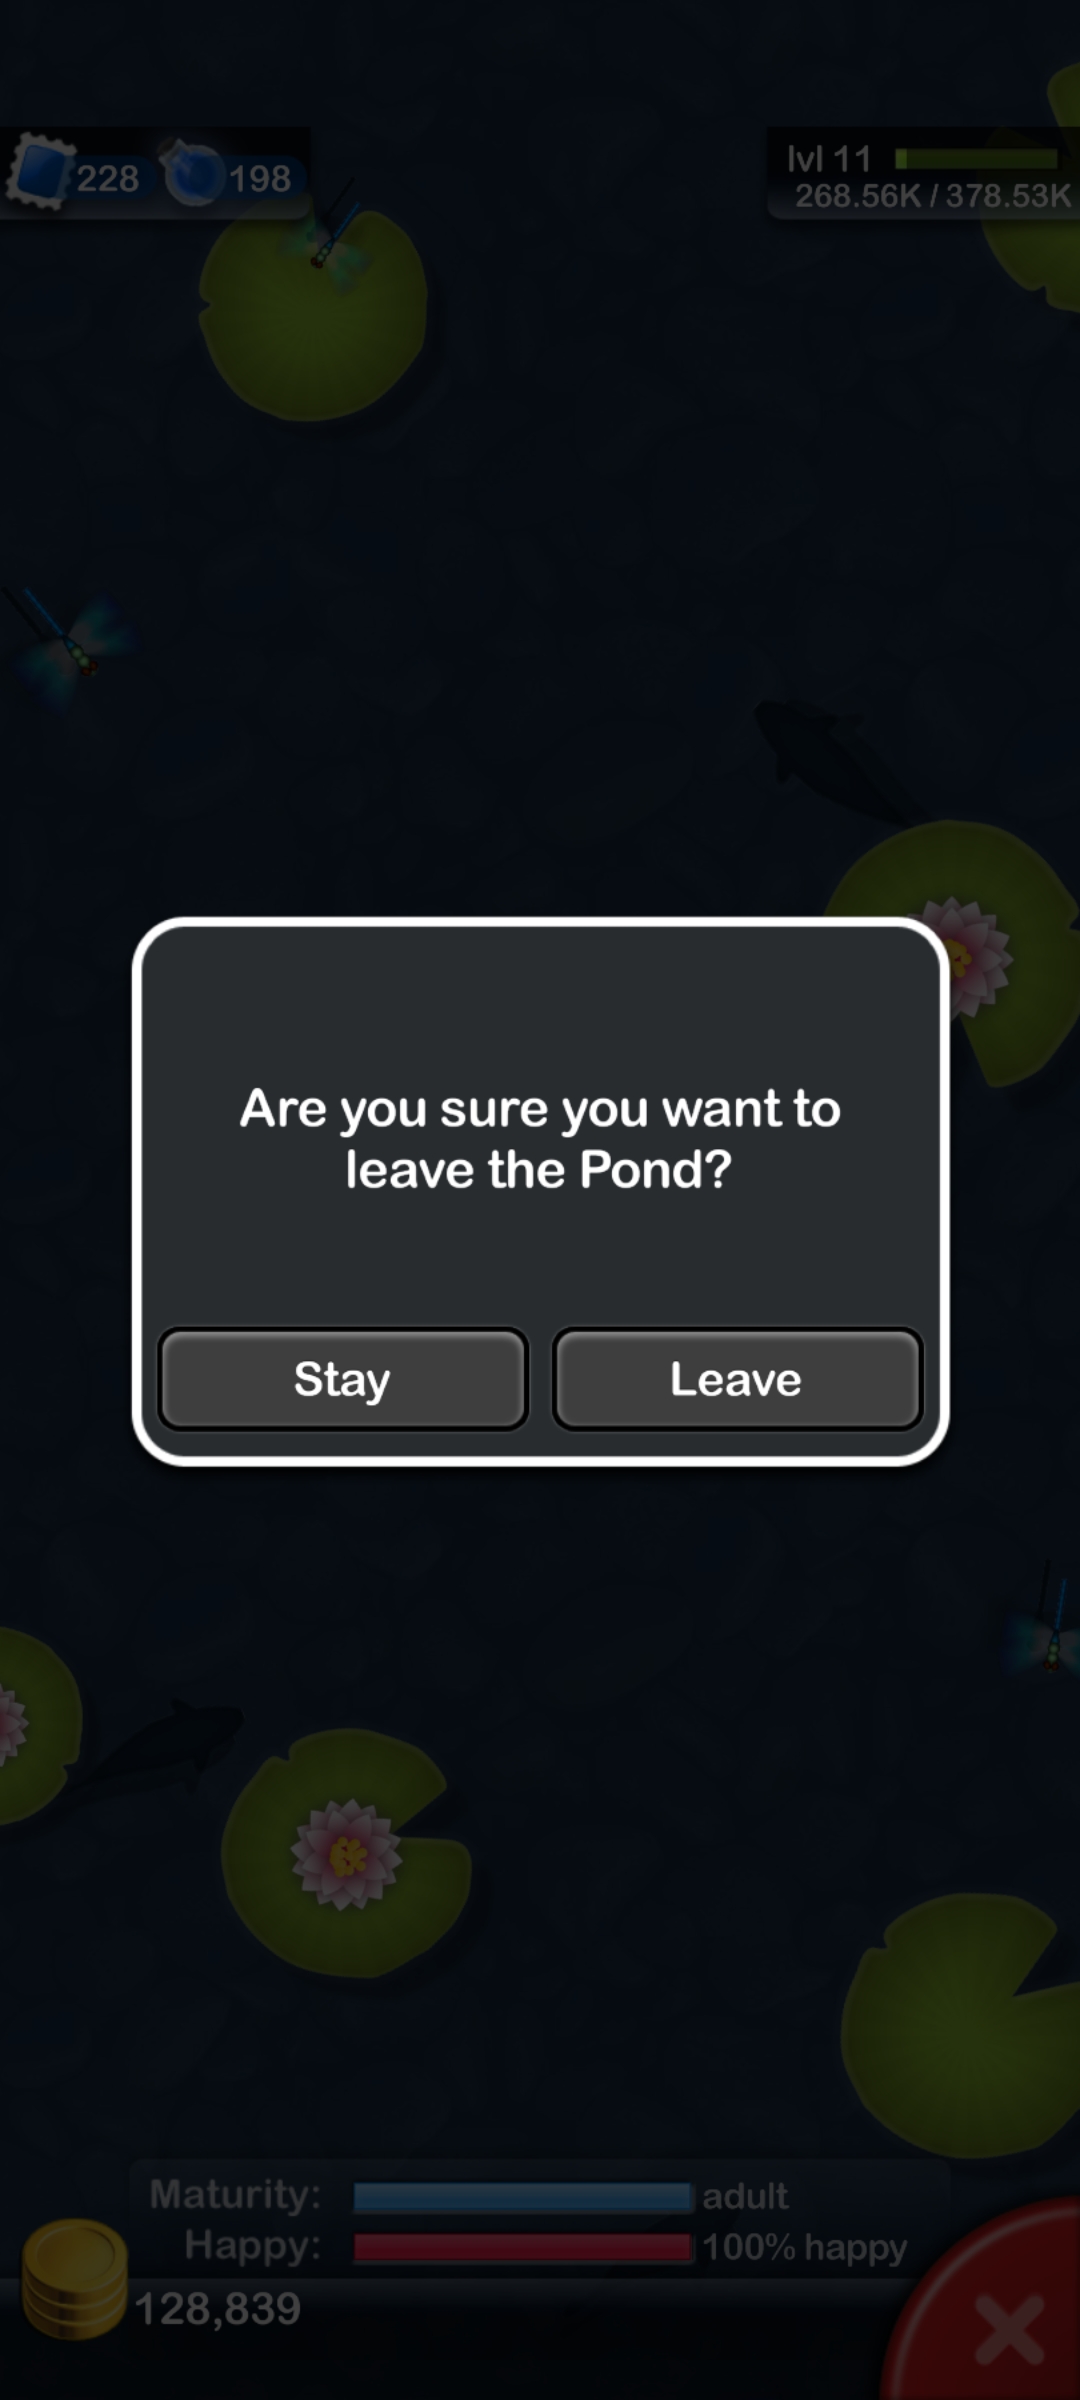 228 198
lvl 11
268.56K / 378.53K
Are you sure you want to
leave the Pond?
Stay Leave
Maturity: adult
Happy: 100% happy
128,839